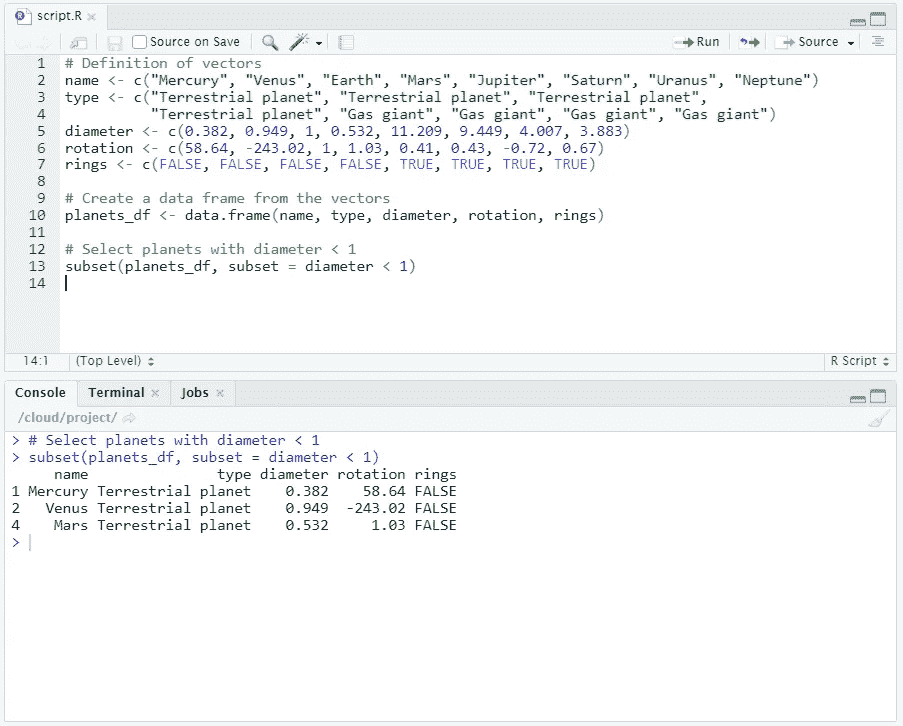 script.R
Source on Save Run Source
1 # Definition of vectors
2 name <- c("Mercury", "Venus", "Earth", "Mars", "Jupiter", "Saturn", "Uranus", "Neptune")
3 type <- c("Terrestrial planet", "Terrestrial planet", "Terrestrial planet",
4           "Terrestrial planet", "Gas giant", "Gas giant", "Gas giant", "Gas giant")
5 diameter <- c(0.382, 0.949, 1, 0.532, 11.209, 9.449, 4.007, 3.883)
6 rotation <- c(58.64, -243.02, 1, 1.03, 0.41, 0.43, -0.72, 0.67)
7 rings <- c(FALSE, FALSE, FALSE, FALSE, TRUE, TRUE, TRUE, TRUE)
8
9 # Create a data frame from the vectors
10 planets_df <- data.frame(name, type, diameter, rotation, rings)
11
12 # Select planets with diameter < 1
13 subset(planets_df, subset = diameter < 1)
14
14:1 (Top Level) R Script
Console Terminal Jobs
/cloud/project/
> # Select planets with diameter < 1
> subset(planets_df, subset = diameter < 1)
     name               type diameter rotation rings
1 Mercury Terrestrial planet    0.382    58.64 FALSE
2   Venus Terrestrial planet    0.949  -243.02 FALSE
4    Mars Terrestrial planet    0.532     1.03 FALSE
>